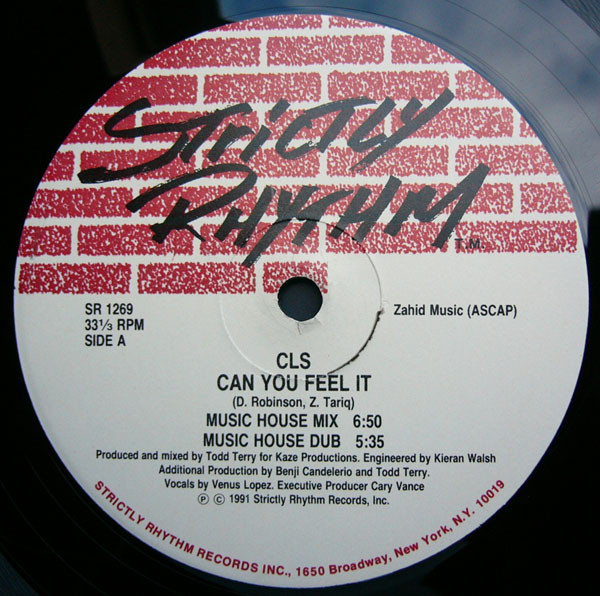 STRICTLY
RHYTHM
T.M.
SR 1269
33⅓ RPM
SIDE A
Zahid Music (ASCAP)
CLS
CAN YOU FEEL IT
(D. Robinson, Z. Tariq)
MUSIC HOUSE MIX 6:50
MUSIC HOUSE DUB 5:35
Produced and mixed by Todd Terry for Kaze Productions. Engineered by Kieran Walsh
Additional Production by Benji Candelerio and Todd Terry.
Vocals by Venus Lopez. Executive Producer Cary Vance
℗ © 1991 Strictly Rhythm Records, Inc.
STRICTLY RHYTHM RECORDS INC., 1650 Broadway, New York, N.Y. 10019